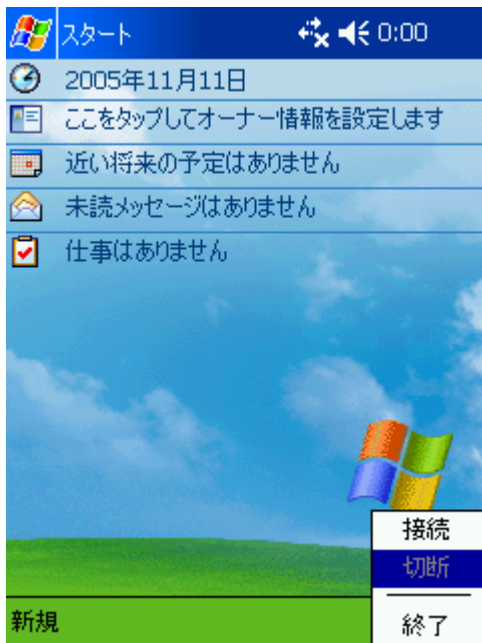 スタート 0:00
2005年11月11日
ここをタップしてオーナー情報を設定します
近い将来の予定はありません
未読メッセージはありません
仕事はありません
接続
切断
終了
新規